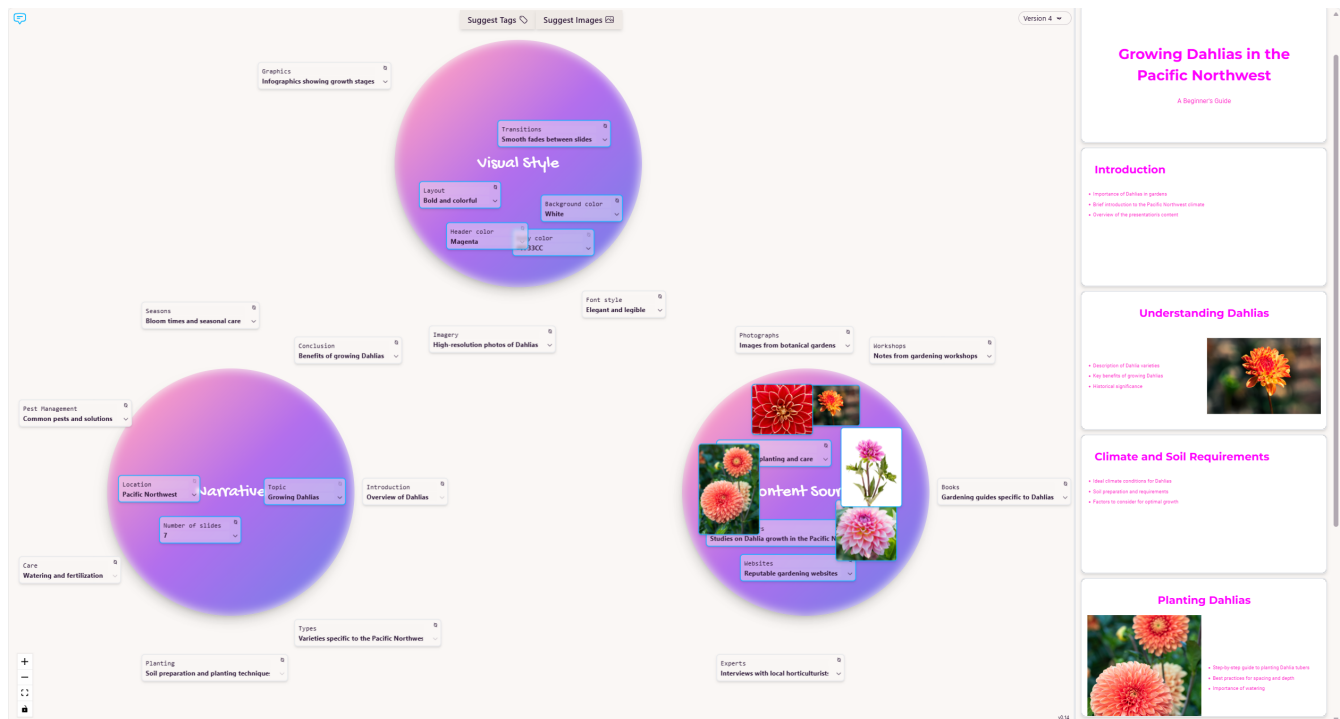 Suggest Tags
Suggest Images
Version 4
Graphics
Infographics showing growth stages
Transitions
Smooth fades between slides
Visual Style
Layout
Bold and colorful
Background color
White
Header color
Magenta
color
33CC
Font style
Elegant and legible
Seasons
Bloom times and seasonal care
Imagery
High-resolution photos of Dahlias
Conclusion
Benefits of growing Dahlias
Photographs
Images from botanical gardens
Workshops
Notes from gardening workshops
Pest Management
Common pests and solutions
Location
Pacific Northwest
Narrative
Topic
Growing Dahlias
Introduction
Overview of Dahlias
Number of slides
7
Care
Watering and fertilization
Types
Varieties specific to the Pacific Northwes
Planting
Soil preparation and planting technique
planting and care
ontent Sour
Studies on Dahlia growth in the Pacific N
Websites
Reputable gardening websites
Books
Gardening guides specific to Dahlias
Experts
Interviews with local horticulturist
v0.14
Growing Dahlias in the
Pacific Northwest
A Beginner's Guide
Introduction
Importance of Dahlias in gardens
Brief introduction to the Pacific Northwest climate
Overview of the presentation's content
Understanding Dahlias
Description of Dahlia varieties
Key benefits of growing Dahlias
Historical significance
Climate and Soil Requirements
Ideal climate conditions for Dahlias
Soil preparation and requirements
Factors to consider for optimal growth
Planting Dahlias
Step-by-step guide to planting Dahlia tubers
Best practices for spacing and depth
Importance of watering